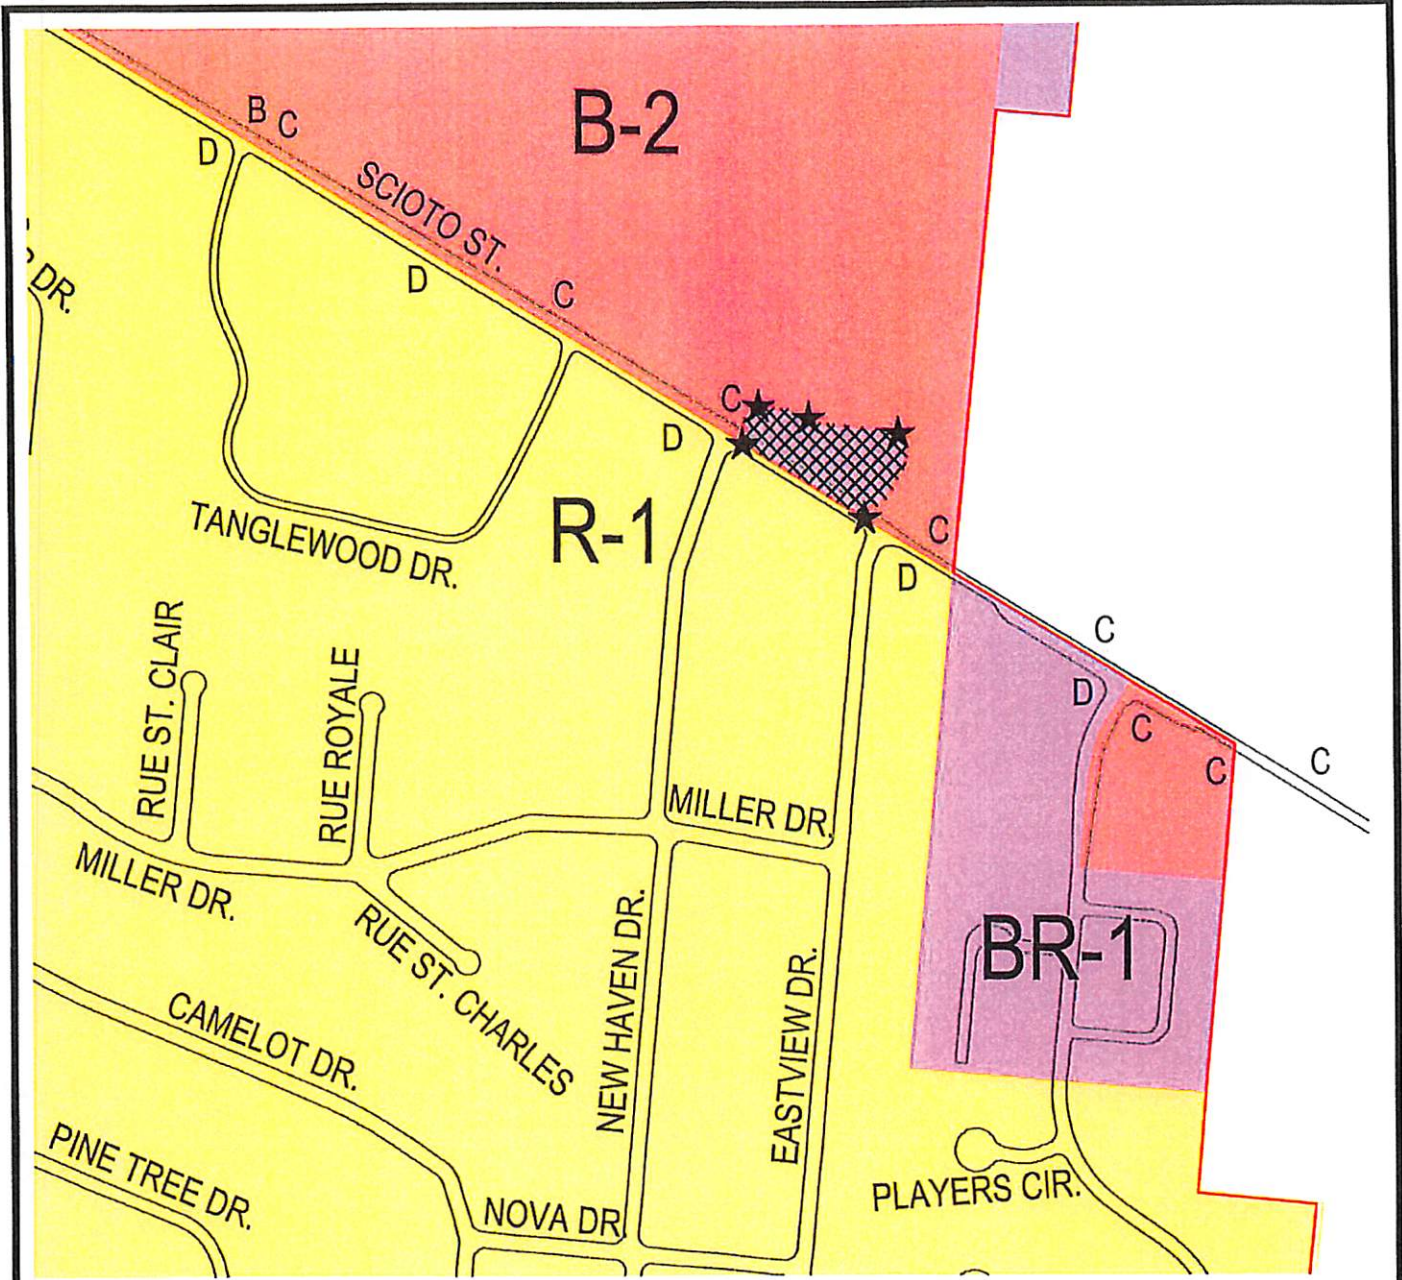 B-2
B C
D
SCIOTO ST.
DR.
D
C
C
D
R-1
C
TANGLEWOOD DR.
D
C
RUE ST. CLAIR
RUE ROYALE
D
C
C
C
MILLER DR.
MILLER DR.
RUE ST. CHARLES
NEW HAVEN DR.
BR-1
EASTVIEW DR.
CAMELOT DR.
PINE TREE DR.
PLAYERS CIR.
NOVA DR